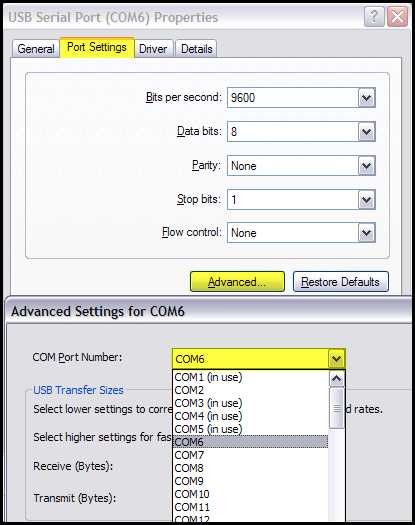 USB Serial Port (COM6) Properties
General Port Settings Driver Details
Bits per second: 9600
Data bits: 8
Parity: None
Stop bits: 1
Flow control: None
Advanced... Restore Defaults
Advanced Settings for COM6
COM Port Number: COM6
USB Transfer Sizes
COM1 (in use)
COM2
Select lower settings to corre
COM3 (in use)
d rates.
COM4 (in use)
Select higher settings for fas
COM5 (in use)
COM6
COM7
Receive (Bytes):
COM8
COM9
Transmit (Bytes):
COM10
COM11
COM12